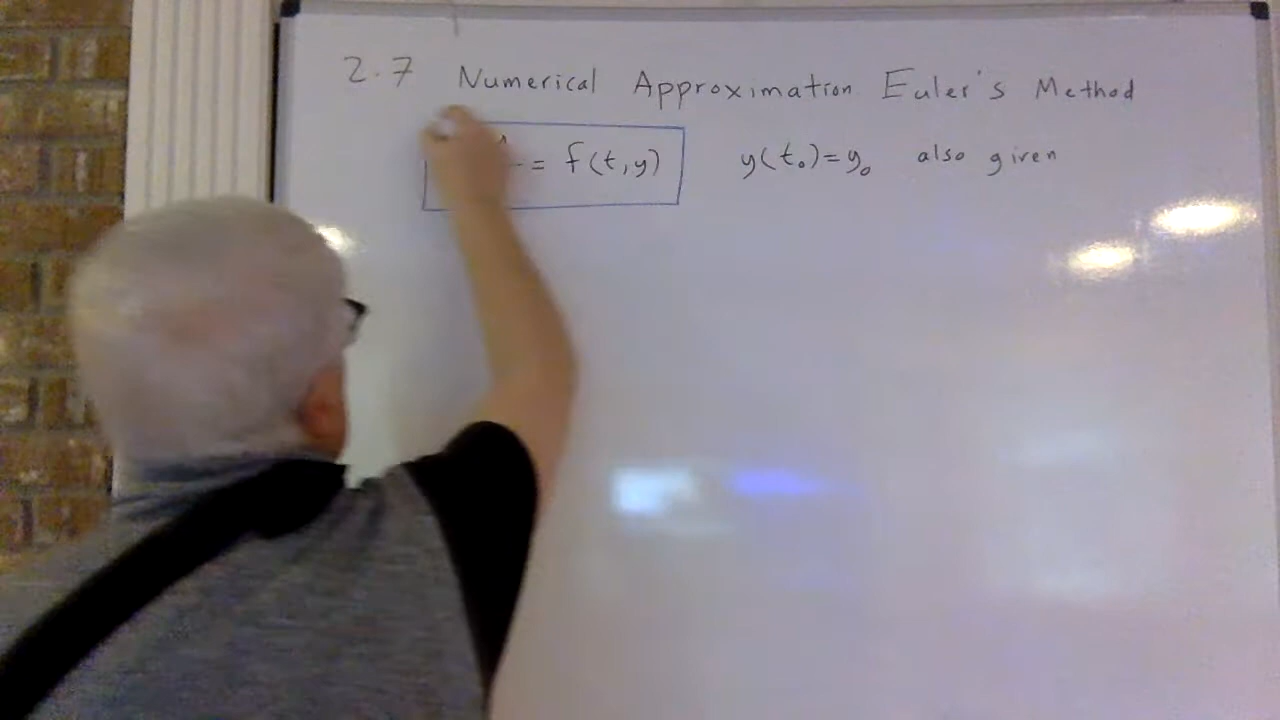 2.7 Numerical Approximation Euler's Method
= f(t,y) y(t₀)=y₀ also given